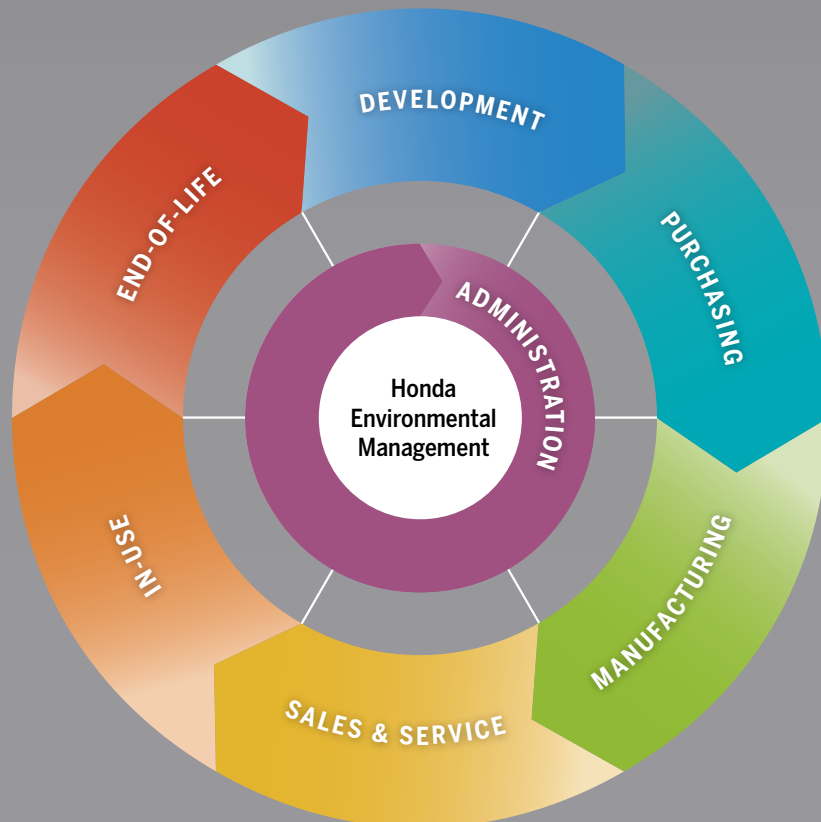 DEVELOPMENT
PURCHASING
MANUFACTURING
SALES & SERVICE
IN-USE
END-OF-LIFE
ADMINISTRATION
Honda
Environmental
Management